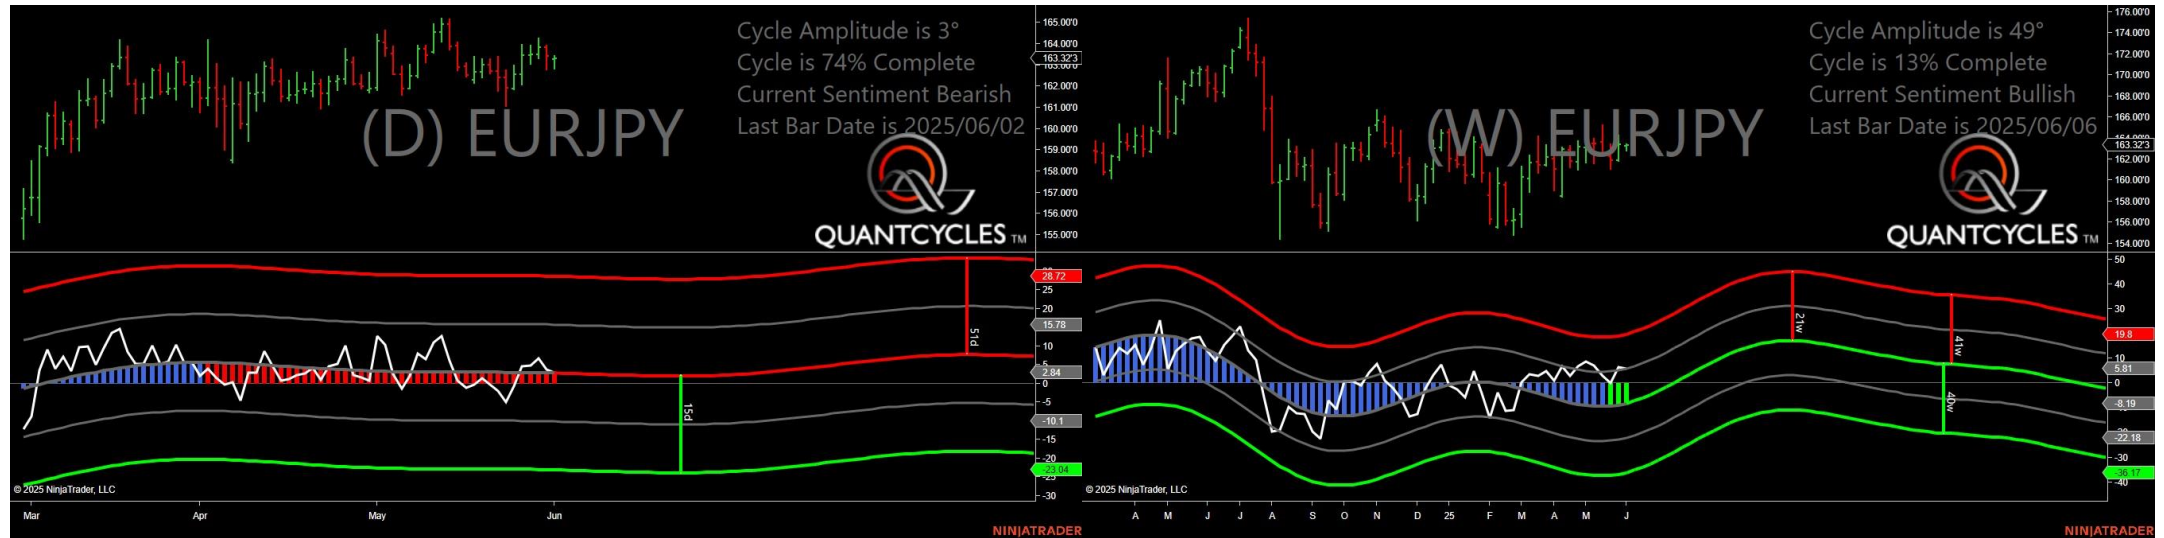 Cycle Amplitude is 3°
Cycle is 74% Complete
Current Sentiment Bearish
Last Bar Date is 2025/06/02
(D) EURJPY
QUANTCYCLES TM
165.00'0
164.00'0
163.32'3
163.00'0
162.00'0
161.00'0
160.00'0
159.00'0
158.00'0
157.00'0
156.00'0
155.00'0
28.72
25
20
15.78
10
5
2.84
0
-5
-10.1
-15
-20
-23.04
-25
-30
51d
15d
© 2025 NinjaTrader, LLC
Mar Apr May Jun
NINJATRADER
Cycle Amplitude is 49°
Cycle is 13% Complete
Current Sentiment Bullish
Last Bar Date is 2025/06/06
(W) EURJPY
QUANTCYCLES TM
176.00'0
174.00'0
172.00'0
170.00'0
168.00'0
166.00'0
163.32'3
162.00'0
160.00'0
158.00'0
156.00'0
154.00'0
50
40
30
19.8
10
5.81
0
-8.19
-22.18
-30
-36.17
-40
21w
41w
40w
© 2025 NinjaTrader, LLC
A M J J A S O N D 25 F M A M J
NINJATRADER